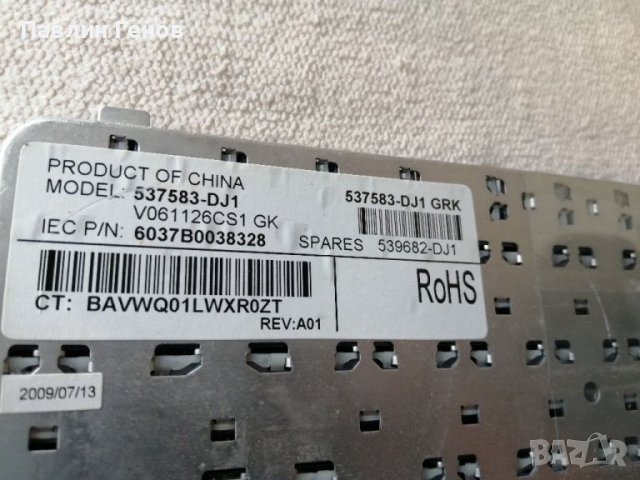 Павлин Генов
PRODUCT OF CHINA
MODEL: 537583-DJ1
V061126CS1 GK
537583-DJ1 GRK
IEC P/N: 6037B0038328
SPARES 539682-DJ1
CT: BAVWQ01LWXR0ZT
REV:A01
RoHS
2009/07/13
BAZAR